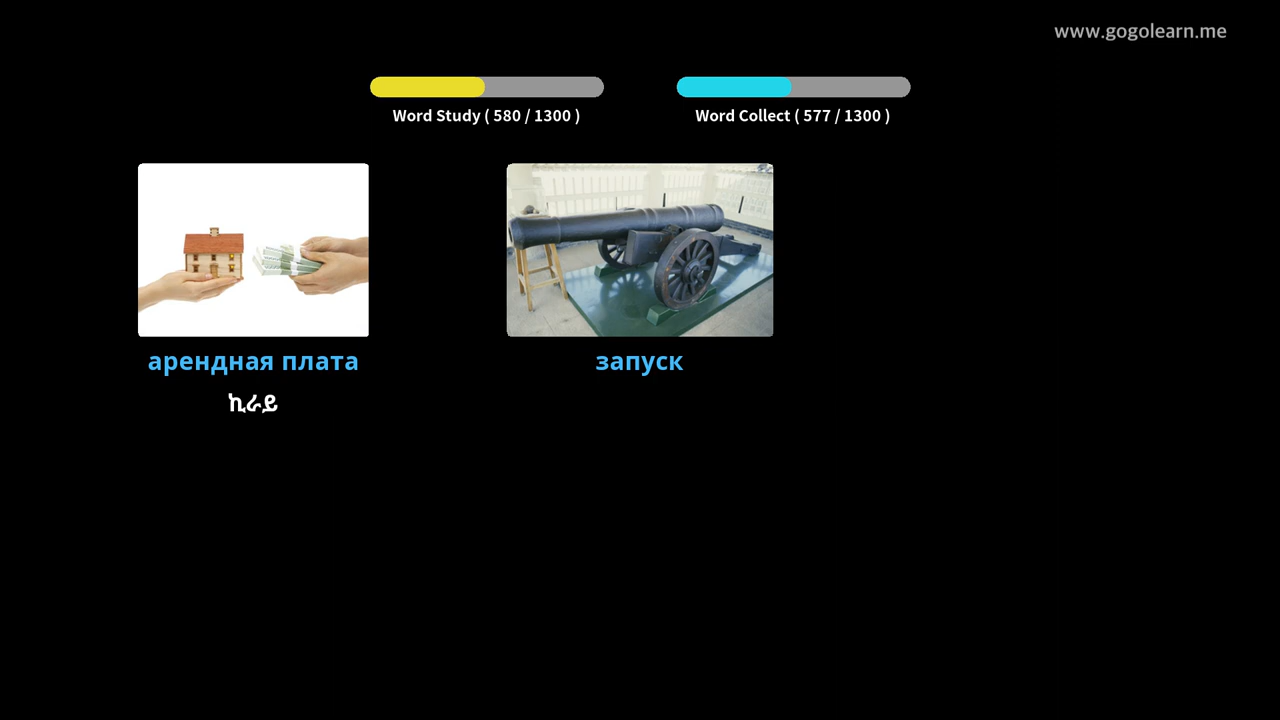 www.gogolearn.me
Word Study ( 580 / 1300 )
Word Collect ( 577 / 1300 )
арендная плата
ኪራይ
запуск